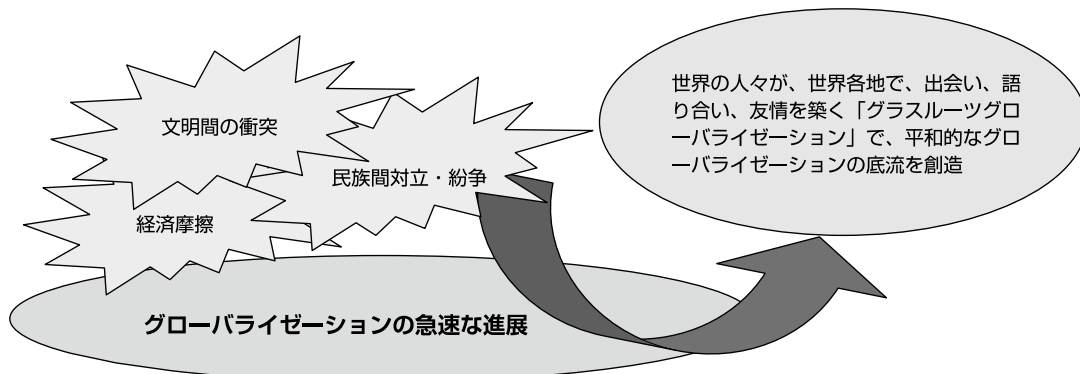 文明間の衝突
民族間対立・紛争
経済摩擦
グローバライゼーションの急速な進展
世界の人々が、世界各地で、出会い、語
り合い、友情を築く「グラスルーツグロ
ーバライゼーション」で、平和的なグロ
ーバライゼーションの底流を創造